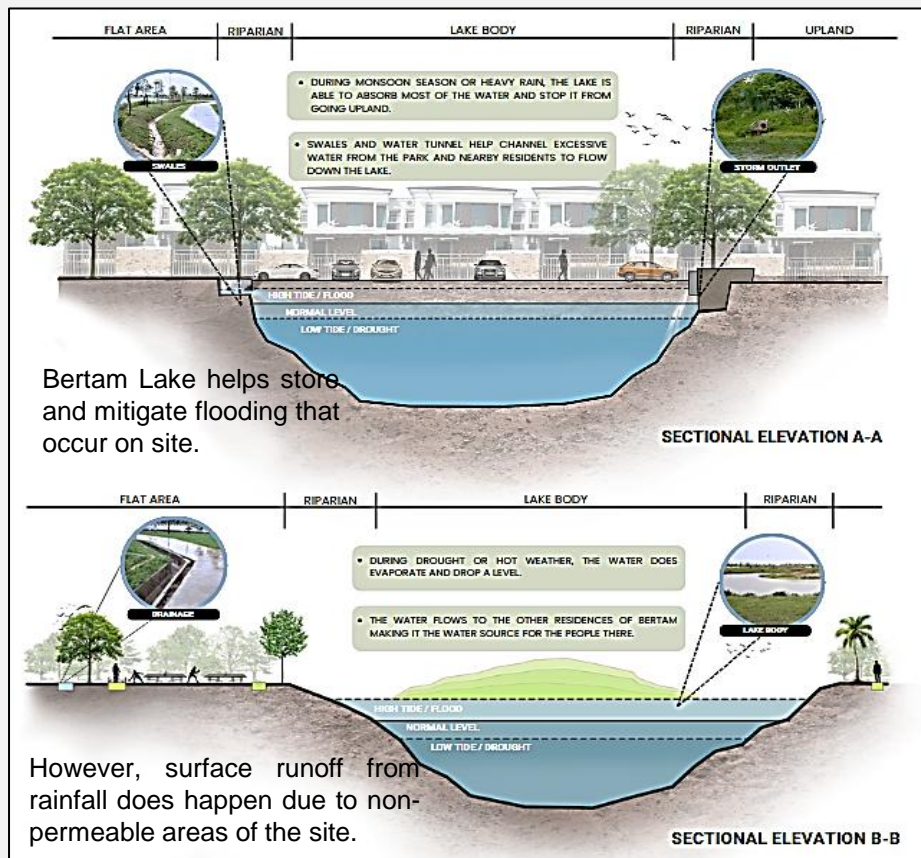 FLAT AREA RIPARIAN LAKE BODY RIPARIAN UPLAND
• DURING MONSOON SEASON OR HEAVY RAIN, THE LAKE IS
ABLE TO ABSORB MOST OF THE WATER AND STOP IT FROM
GOING UPLAND.
• SWALES AND WATER TUNNEL HELP CHANNEL EXCESSIVE
WATER FROM THE PARK AND NEARBY RESIDENTS TO FLOW
DOWN THE LAKE.
SWALES
STORM OUTLET
HIGH TIDE / FLOOD
NORMAL LEVEL
LOW TIDE / DROUGHT
Bertam Lake helps store
and mitigate flooding that
occur on site.
SECTIONAL ELEVATION A-A
FLAT AREA RIPARIAN LAKE BODY RIPARIAN
• DURING DROUGHT OR HOT WEATHER, THE WATER DOES
EVAPORATE AND DROP A LEVEL.
• THE WATER FLOWS TO THE OTHER RESIDENCES OF BERTAM
MAKING IT THE WATER SOURCE FOR THE PEOPLE THERE.
DRAINAGE
LAKE BODY
HIGH TIDE / FLOOD
NORMAL LEVEL
LOW TIDE / DROUGHT
However, surface runoff from
rainfall does happen due to non-
permeable areas of the site.
SECTIONAL ELEVATION B-B